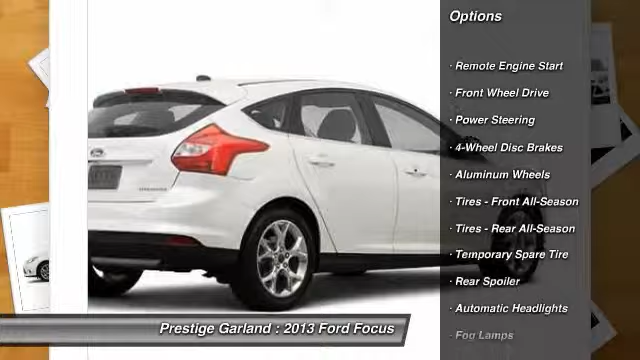 Options
· Remote Engine Start
· Front Wheel Drive
· Power Steering
· 4-Wheel Disc Brakes
· Aluminum Wheels
· Tires - Front All-Season
· Tires - Rear All-Season
· Temporary Spare Tire
· Rear Spoiler
· Automatic Headlights
· Fog Lamps
Prestige Garland : 2013 Ford Focus